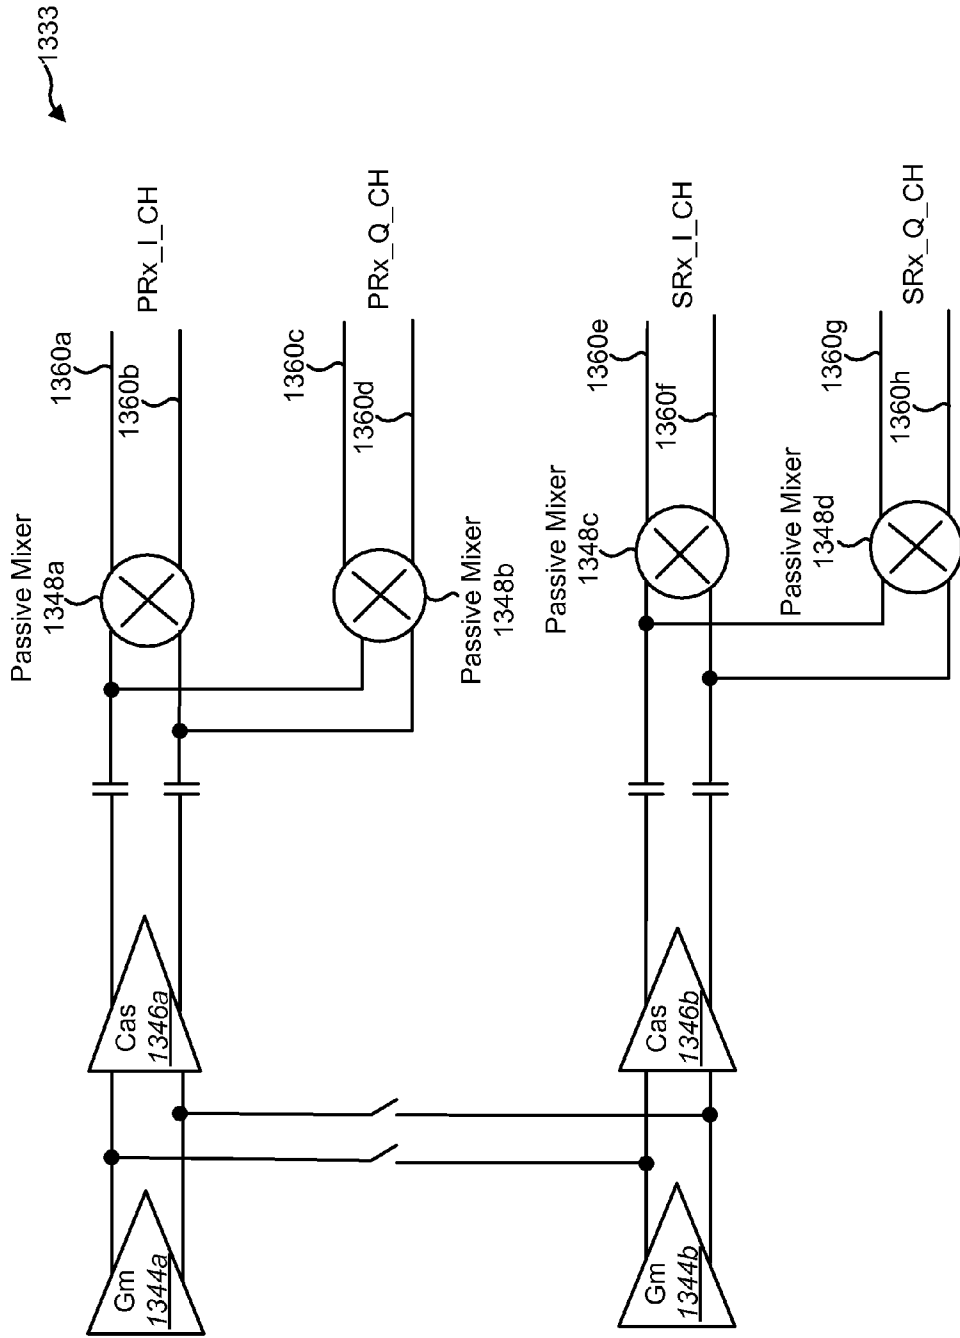 1333
PRx_I_CH
1360a
1360b
Passive Mixer
1348a
Cas
1346a
Gm
1344a
PRx_Q_CH
1360c
1360d
Passive Mixer
1348b
SRx_I_CH
1360e
1360f
Passive Mixer
1348c
Cas
1346b
Gm
1344b
SRx_Q_CH
1360g
1360h
Passive Mixer
1348d